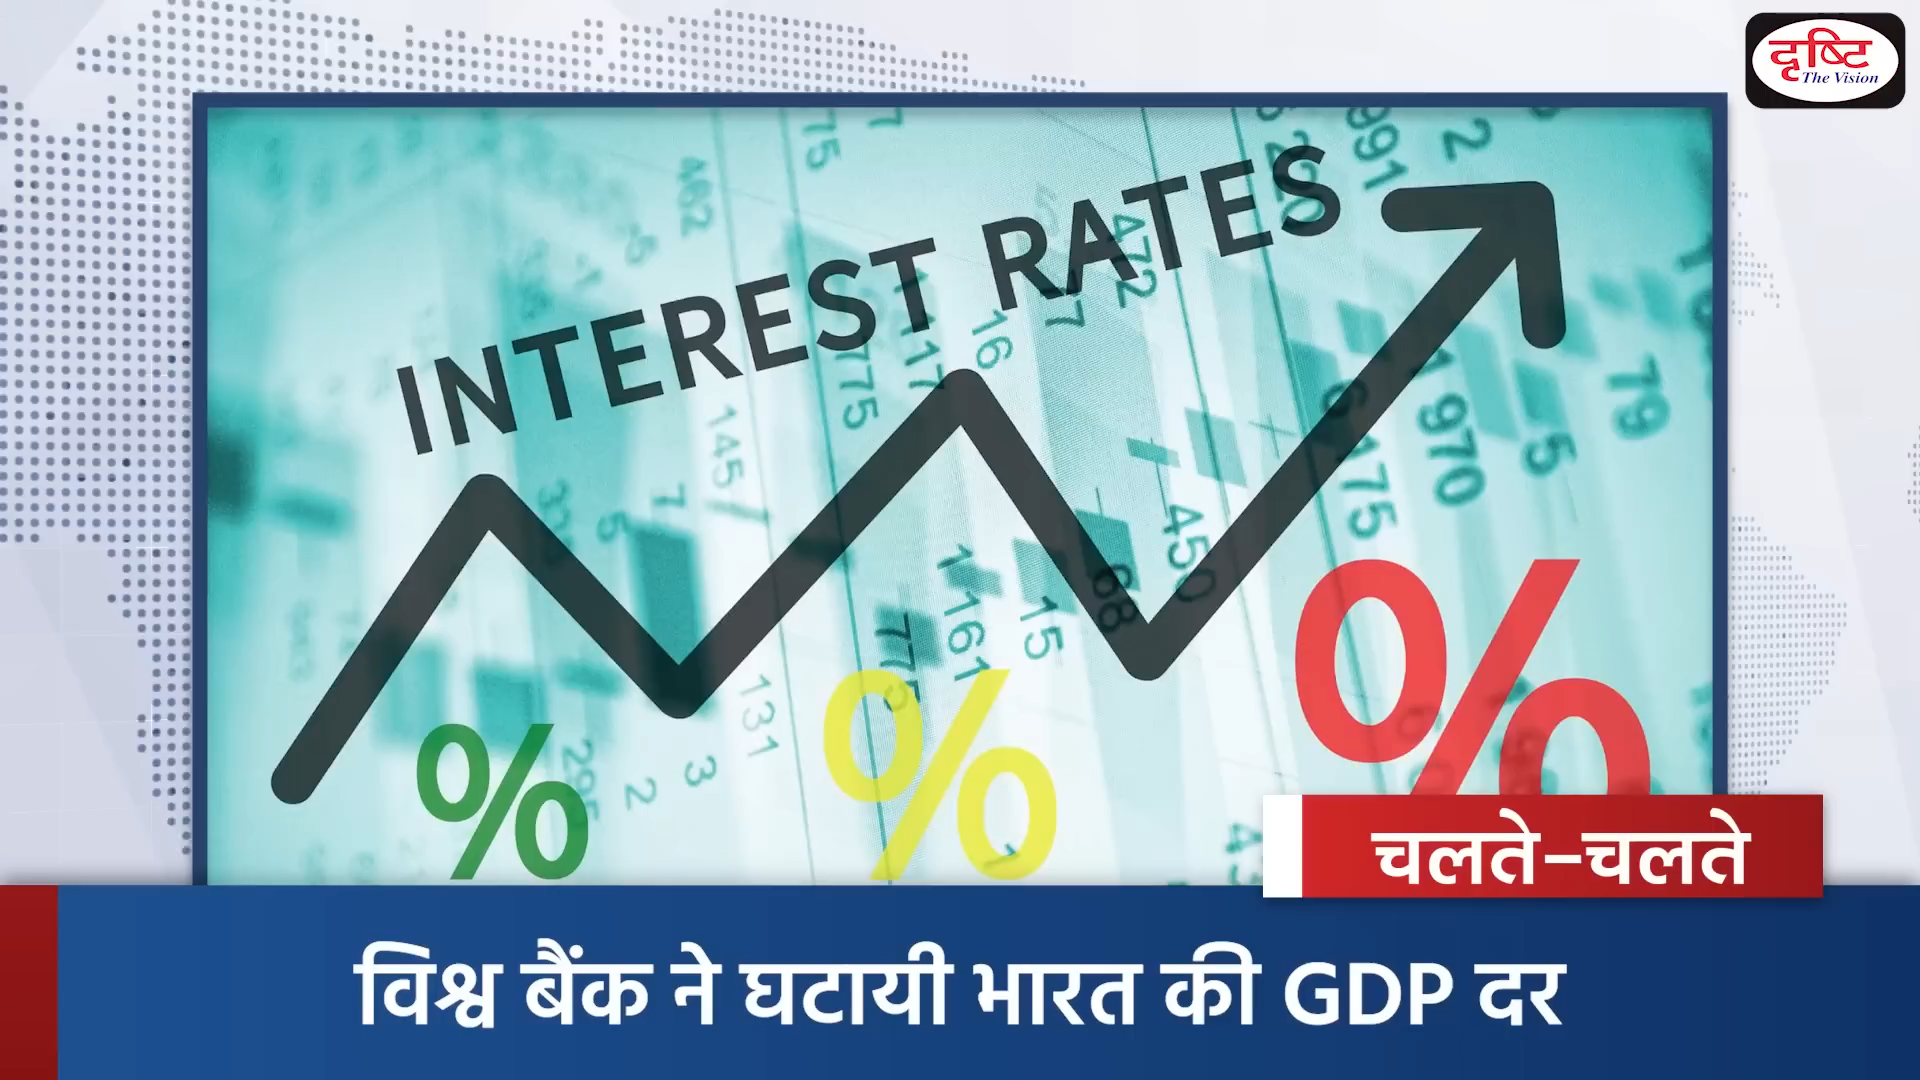 दृष्टि
The Vision
INTEREST RATES
% % %
चलते-चलते
विश्व बैंक ने घटायी भारत की GDP दर